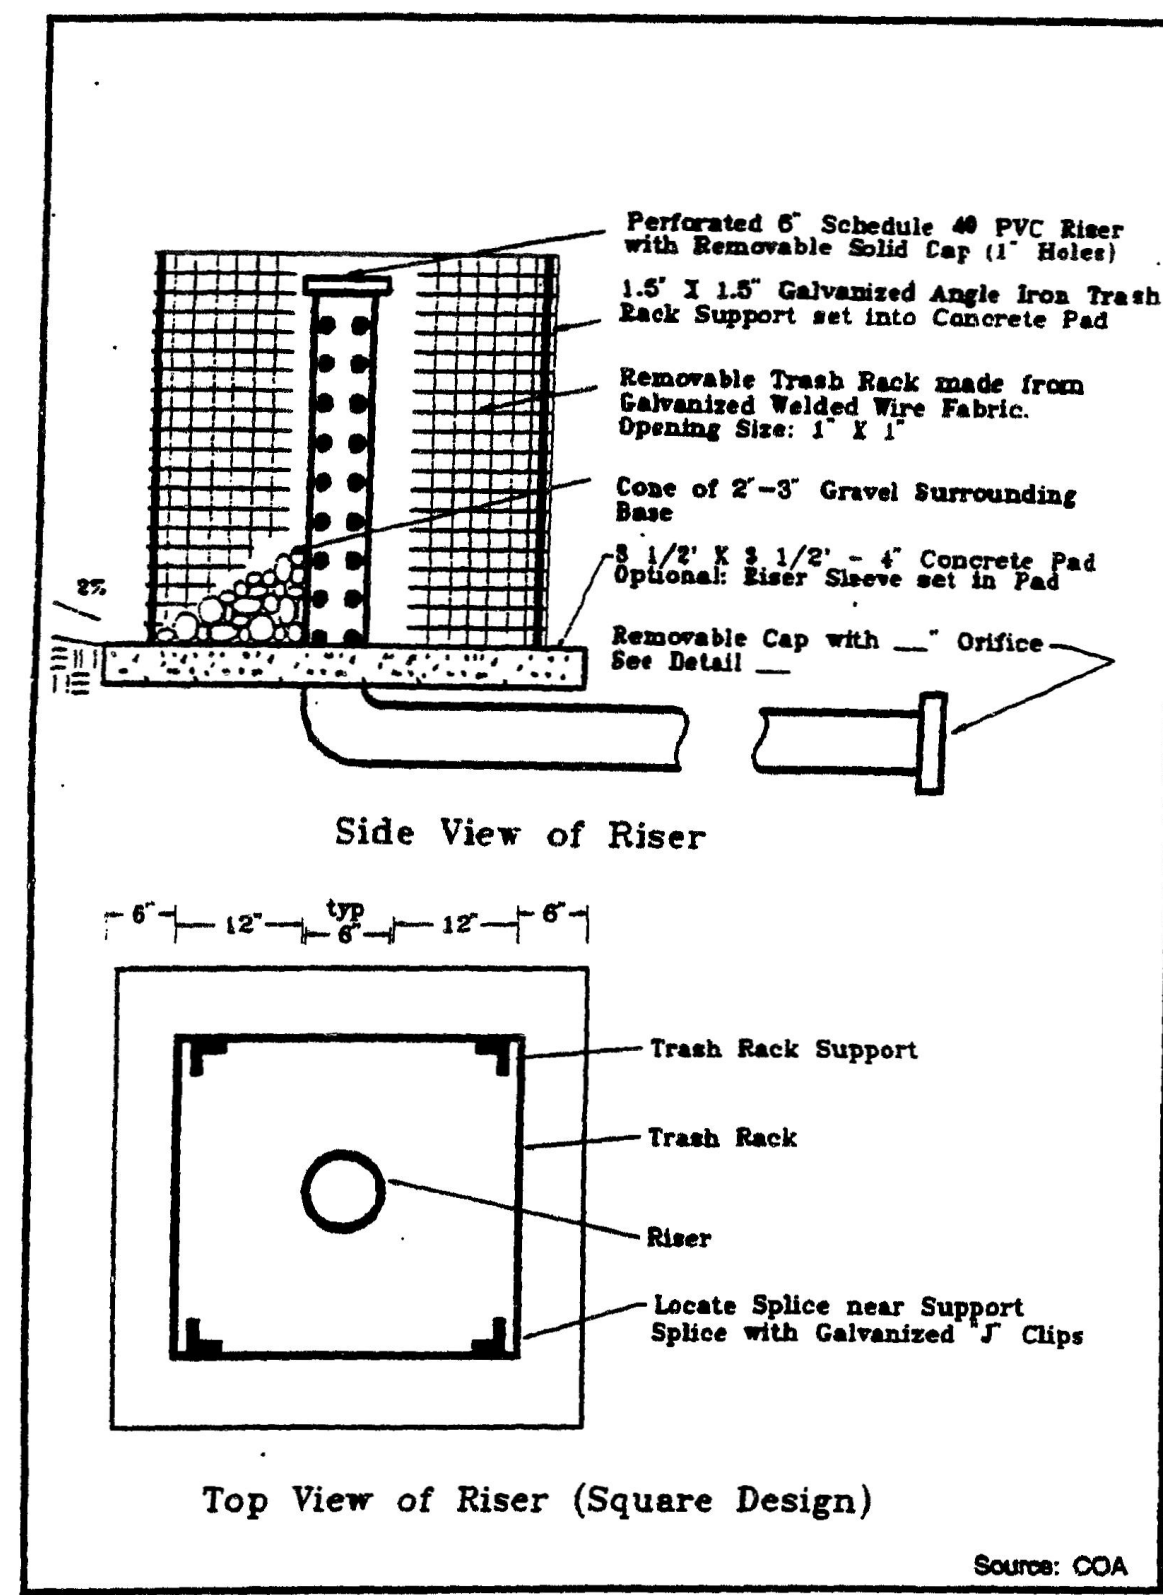 Perforated 6" Schedule 40 PVC Riser
with Removable Solid Cap (1" Holes)
1.5" X 1.5" Galvanized Angle Iron Trash
Rack Support set into Concrete Pad
Removable Trash Rack made from
Galvanized Welded Wire Fabric.
Opening Size: 1" X 1"
Cone of 2"-3" Gravel Surrounding
Base
3 1/2' X 3 1/2' - 4" Concrete Pad
Optional: Riser Sleeve set in Pad
2%
Removable Cap with __" Orifice
See Detail __
Side View of Riser
6" 12" typ 6" 12" 6"
Trash Rack Support
Trash Rack
Riser
Locate Splice near Support
Splice with Galvanized "J" Clips
Top View of Riser (Square Design)
Source: COA